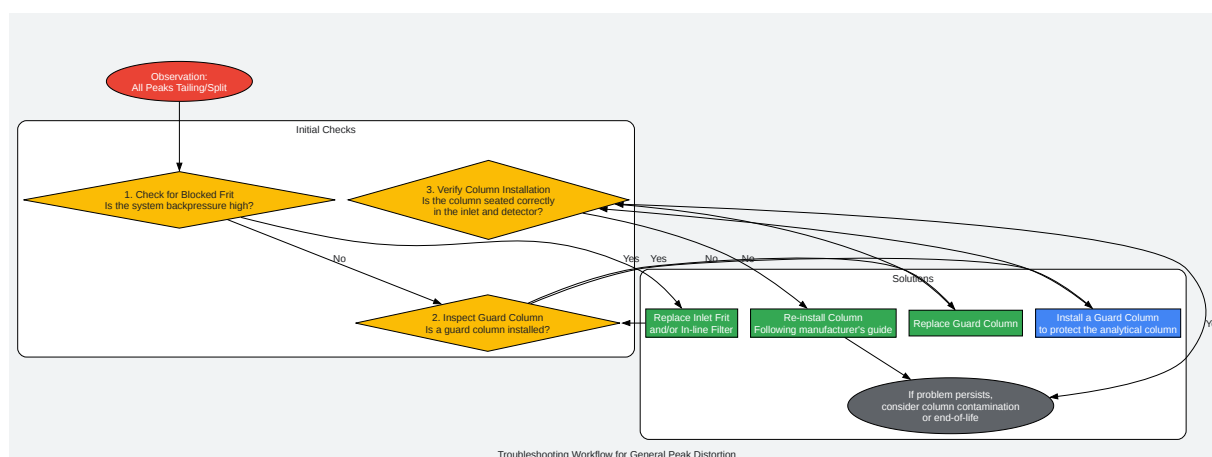 Observation:
All Peaks Tailing/Split
Initial Checks
1. Check for Blocked Frit
Is the system backpressure high?
3. Verify Column Installation
Is the column seated correctly
in the inlet and detector?
No
Yes
Yes
No
No
Solutions
2. Inspect Guard Column
Is a guard column installed?
Replace Inlet Frit
and/or In-line Filter
Re-install Column
Following manufacturer's guide
Replace Guard Column
Install a Guard Column
to protect the analytical column
If problem persists,
consider column contamination
or end-of-life
Troubleshooting Workflow for General Peak Distortion